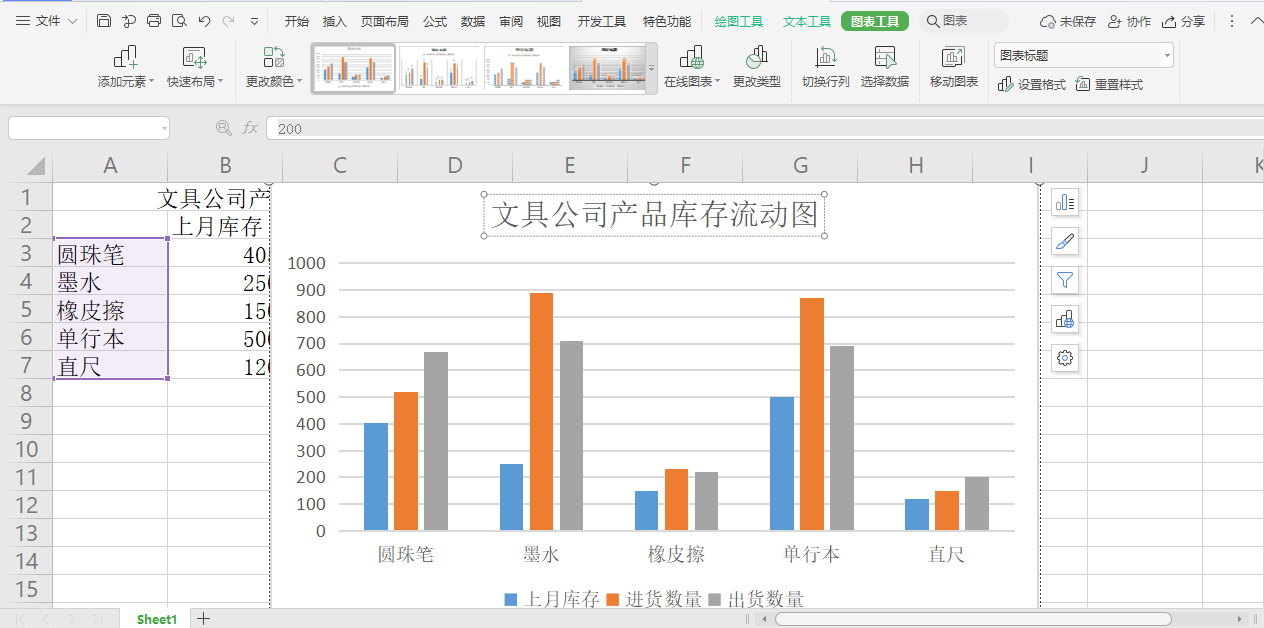 文件 开始 插入 页面布局 公式 数据 审阅 视图 开发工具 特色功能 绘图工具 文本工具 图表工具 图表 未保存 协作 分享
添加元素 快速布局 更改颜色 在线图表 更改类型 切换行列 选择数据 移动图表 图表标题
设置格式 重置样式
fx 200
A B C D E F G H I J K
1 文具公司产
2 上月库存
3 圆珠笔 40
4 墨水 250
5 橡皮擦 150
6 单行本 500
7 直尺 120
8
9
10
11
12
13
14
15
文具公司产品库存流动图
1000
900
800
700
600
500
400
300
200
100
0
圆珠笔 墨水 橡皮擦 单行本 直尺
上月库存 进货数量 出货数量
Sheet1